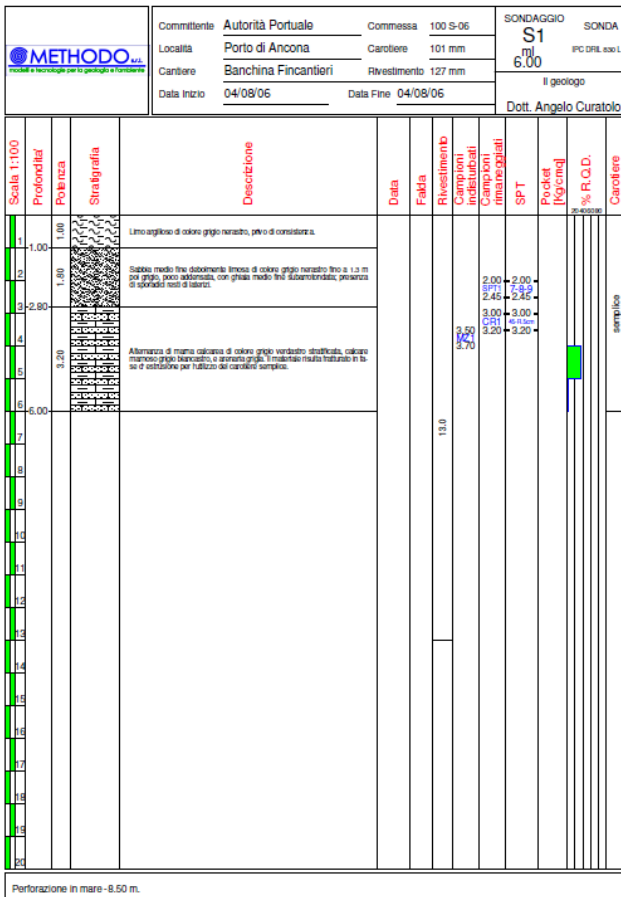 METHODO s.r.l.
modelli e tecnologie per la geologia e l'ambiente
Committente Autorità Portuale Commessa 100 S-06
Località Porto di Ancona Carotiere 101 mm
Cantiere Banchina Fincantieri Rivestimento 127 mm
Data Inizio 04/08/06 Data Fine 04/08/06
SONDAGGIO SONDA
S1
ml
6.00
Il geologo
Dott. Angelo Curatolo
Scala 1:100
Profondita'
Potenza
Stratigrafia
Descrizione
Data
Falda
Rivestimento
Campioni indisturbati
Campioni rimaneggiati
SPT
Pocket [Kg/cmq]
% R.Q.D.
20 40 60 80
Carotiere
1
-1.00
1.00
Limo argilloso di colore grigio nerastro, privo di consistenza.
2
1.80
Sabbia medio fine debolmente limosa di colore grigio nerastro fino a 1,3 m
poi grigio, poco addensata, con ghiaia medio fine subarrotondata; presenza
di sporadici resti di laterizi.
2.00 2.00
SPT1 7-8-9
2.45 2.45
3
-2.80
3.00 3.00
CR1
3.20 3.20
3.50
MZ1
3.70
semplice
4
3.20
Alternanza di marna calcarea di colore grigio verdastro stratificata, calcare
marnoso grigio biancastro, e arenaria grigia. Il materiale risulta fratturato in fa-
se d' estrusione per l'utilizzo del carotiere semplice.
5
6
-6.00
7
13.0
8
9
10
11
12
13
14
15
16
17
18
19
20
Perforazione in mare -8.50 m.